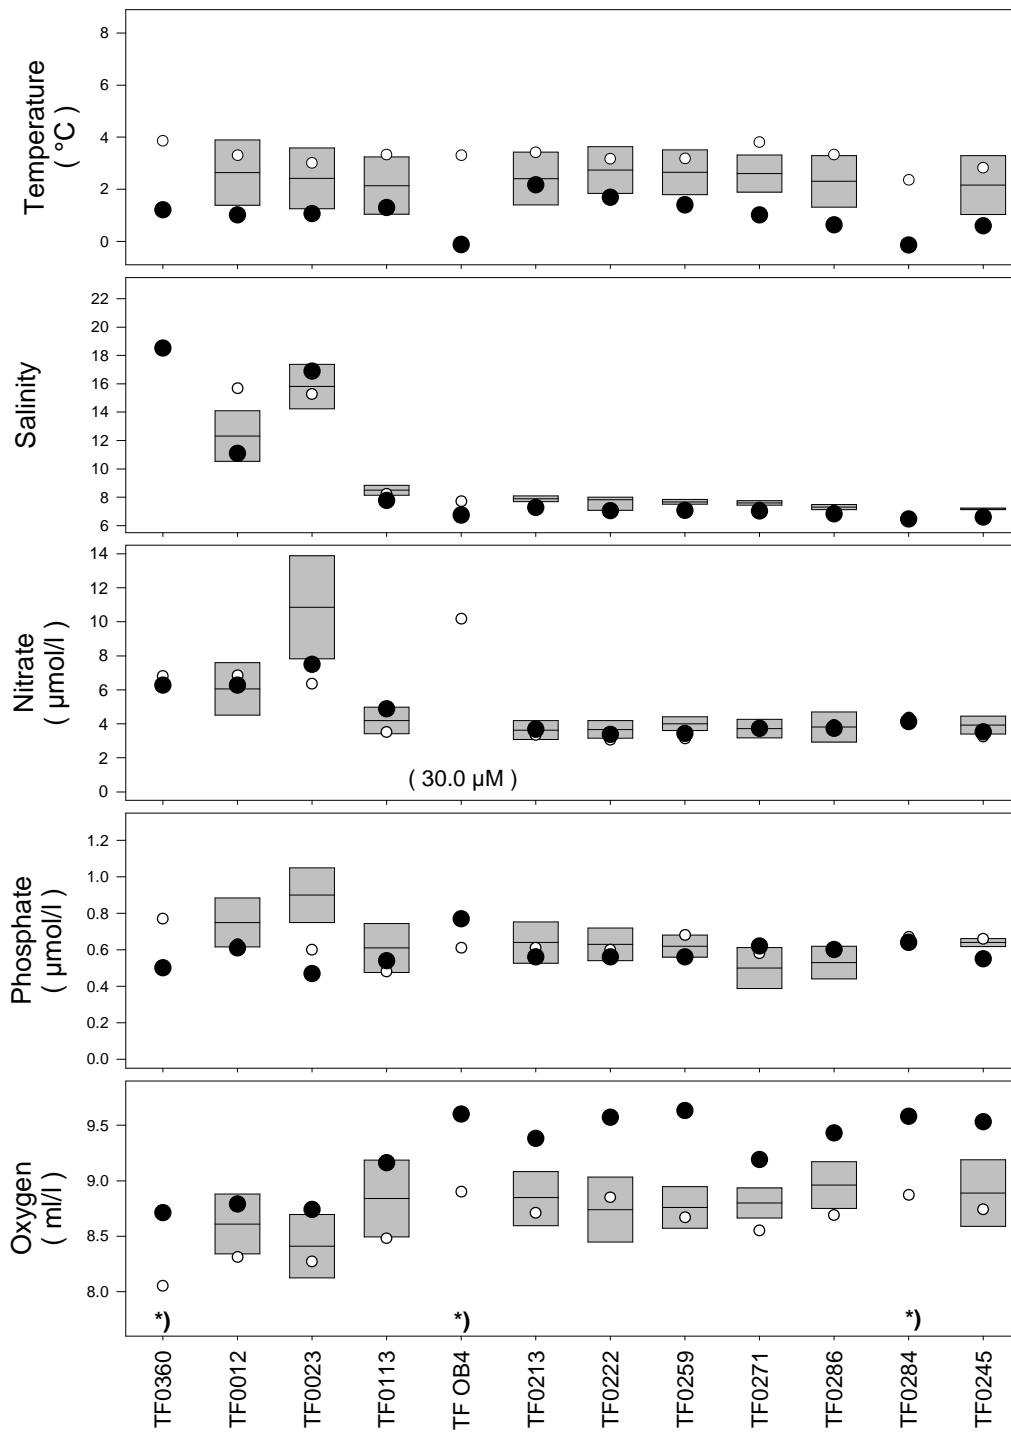 Temperature
( °C )
8
6
4
2
0
Salinity
22
20
18
16
14
12
10
8
6
Nitrate
( µmol/l )
14
12
10
8
6
4
2
0
( 30.0 µM )
Phosphate
( µmol/l )
1.2
1.0
0.8
0.6
0.4
0.2
0.0
Oxygen
( ml/l )
9.5
9.0
8.5
8.0
*) *) *)
TF0360 TF0012 TF0023 TF0113 TF OB4 TF0213 TF0222 TF0259 TF0271 TF0286 TF0284 TF0245